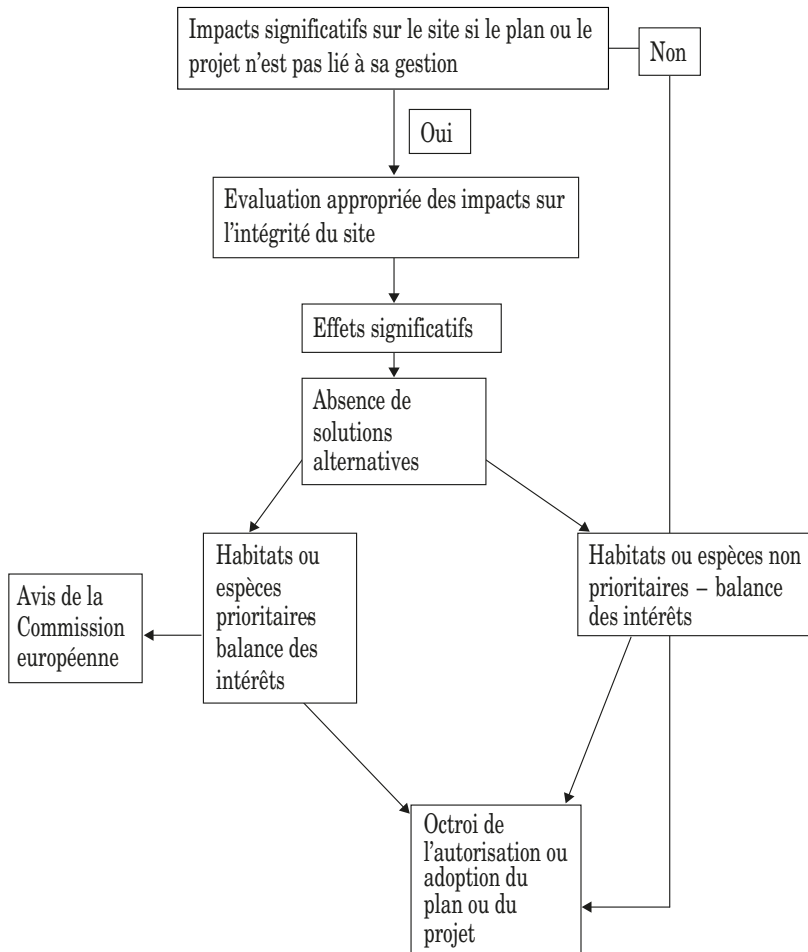 Impacts significatifs sur le site si le plan ou le
projet n'est pas lié à sa gestion
Non
Oui
Evaluation appropriée des impacts sur
l'intégrité du site
Effets significatifs
Absence de
solutions
alternatives
Habitats ou
espèces
prioritaires–
balance des
intérêts
Habitats ou espèces non
prioritaires – balance
des intérêts
Avis de la
Commission
européenne
Octroi de
l'autorisation ou
adoption du
plan ou du
projet